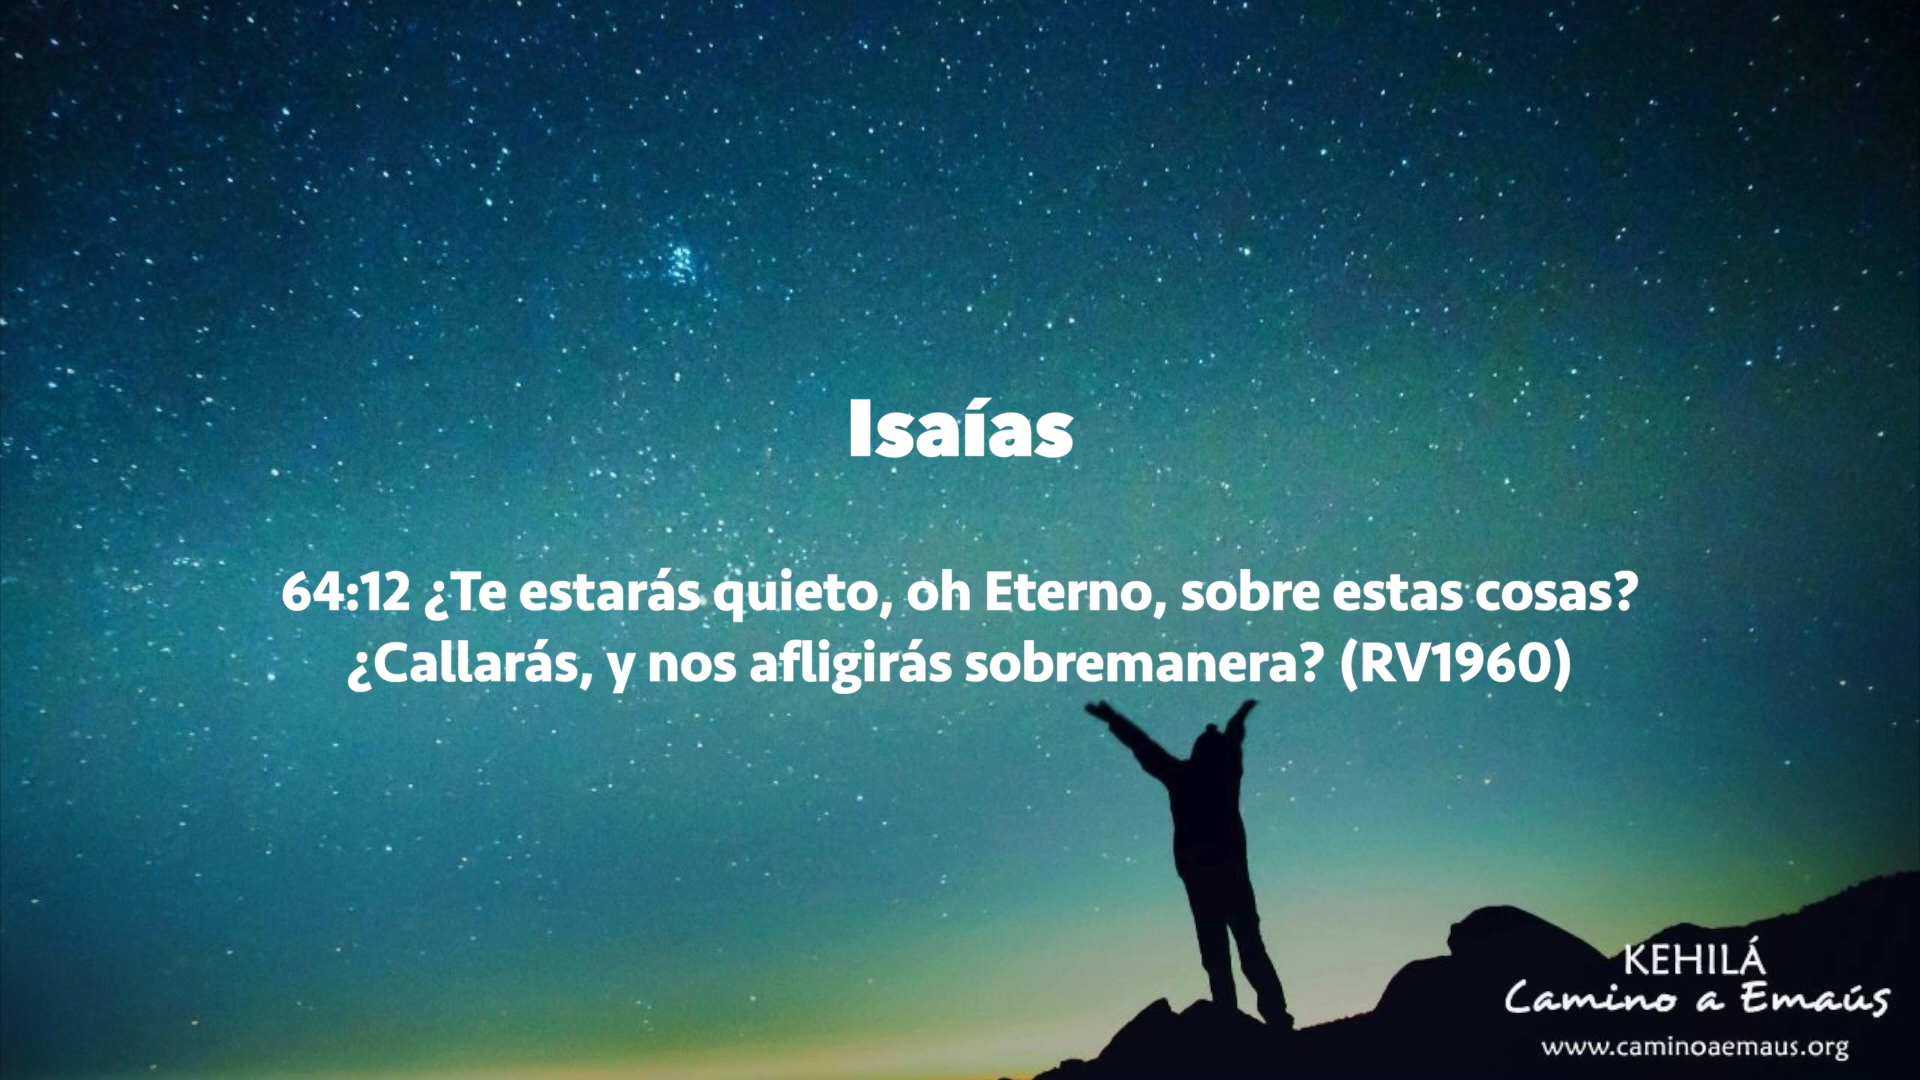 Isaías
64:12 ¿Te estarás quieto, oh Eterno, sobre estas cosas?
¿Callarás, y nos afligirás sobremanera? (RV1960)
KEHILÁ
Camino a Emaús
www.caminoaemaus.org